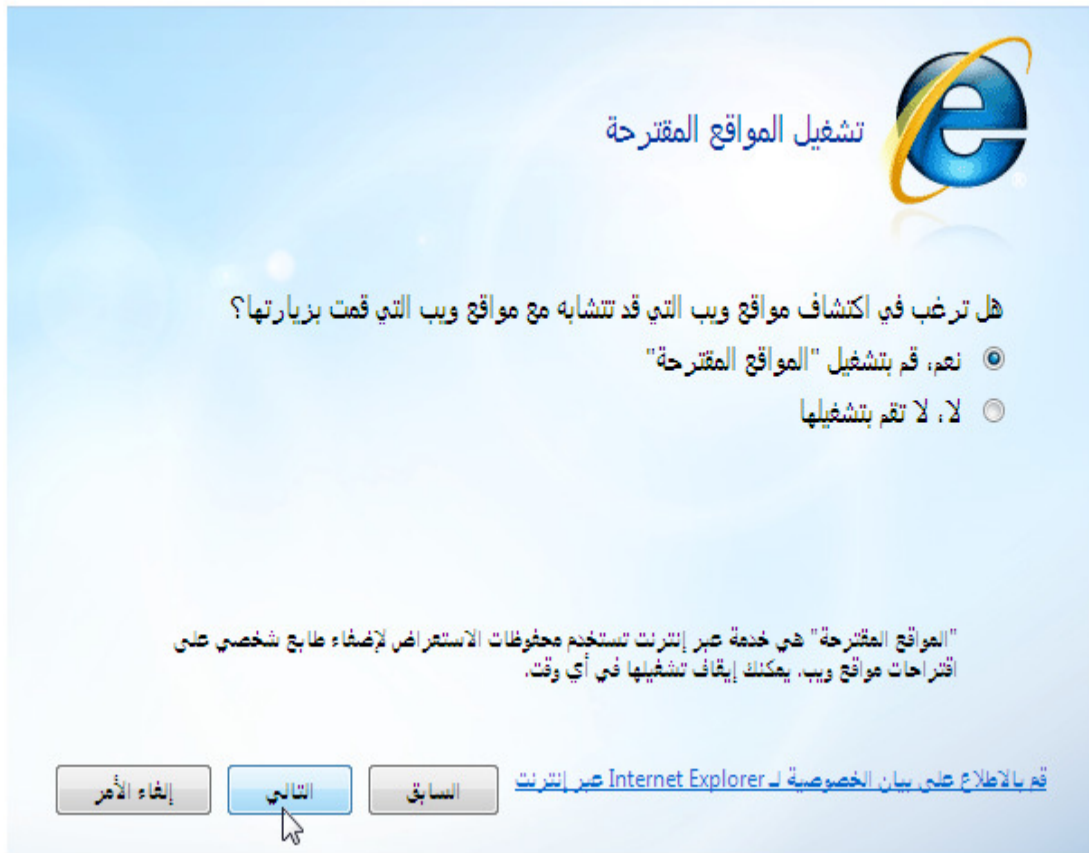 تشغيل المواقع المقترحة
هل ترغب في اكتشاف مواقع ويب التي قد تتشابه مع مواقع ويب التي قمت بزيارتها؟
نعم، قم بتشغيل "المواقع المقترحة"
لا، لا تقم بتشغيلها
"المواقع المقترحة" هي خدمة عبر إنترنت تستخدم محفوظات الاستعراض لإضفاء طابع شخصي على
اقتراحات مواقع ويب. يمكنك إيقاف تشغيلها في أي وقت.
قم بالاطلاع على بيان الخصوصية لـ Internet Explorer عبر إنترنت
السابق
التالي
إلغاء الأمر